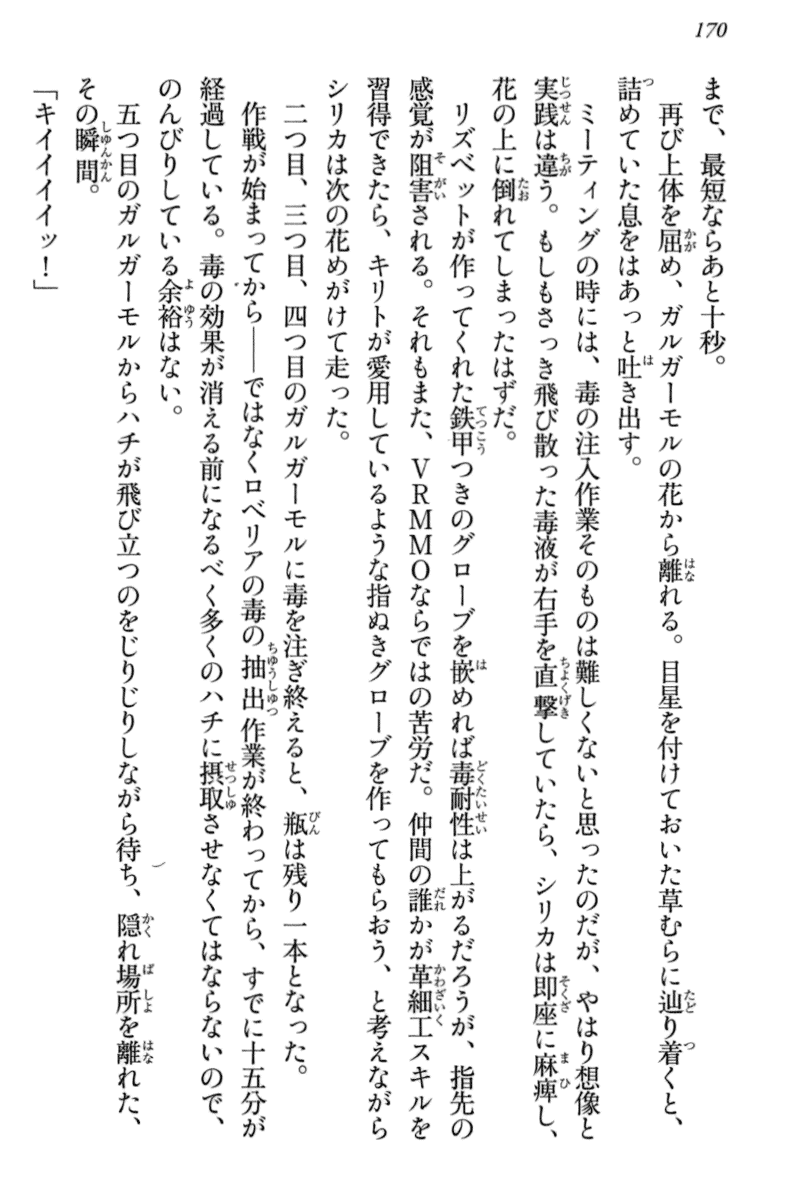 170
まで、最短ならあと十秒。
　再び上体を屈め、ガルガーモルの花から離れる。目星を付けておいた草むらに辿り着くと、
詰めていた息をはあっと吐き出す。
　ミーティングの時には、毒の注入作業そのものは難しくないと思ったのだが、やはり想像と
実践は違う。もしもさっき飛び散った毒液が右手を直撃していたら、シリカは即座に麻痺し、
花の上に倒れてしまったはずだ。
　リズベットが作ってくれた鉄甲つきのグローブを嵌めれば毒耐性は上がるだろうが、指先の
感覚が阻害される。それもまた、ＶＲＭＭＯならではの苦労だ。仲間の誰かが革細工スキルを
習得できたら、キリトが愛用しているような指ぬきグローブを作ってもらおう、と考えながら
シリカは次の花めがけて走った。
　二つ目、三つ目、四つ目のガルガーモルに毒を注ぎ終えると、瓶は残り一本となった。
　作戦が始まってから――ではなくロベリアの毒の抽出作業が終わってから、すでに十五分が
経過している。毒の効果が消える前になるべく多くのハチに摂取させなくてはならないので、
のんびりしている余裕はない。
　五つ目のガルガーモルからハチが飛び立つのをじりじりしながら待ち、隠れ場所を離れた、
その瞬間。
「キイイイイッ！」